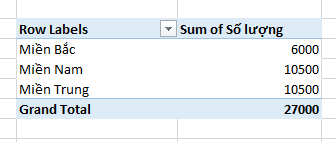 Row Labels Sum of Số lượng
Miền Bắc 6000
Miền Nam 10500
Miền Trung 10500
Grand Total 27000